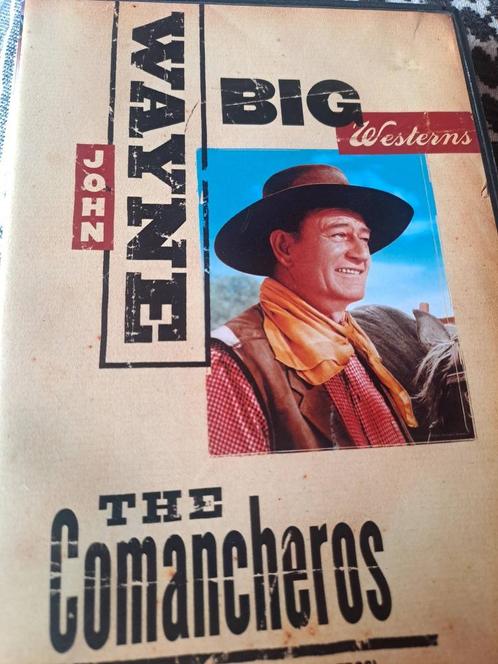 JOHN
WAYNE
BIG
Westerns
THE
Comancheros